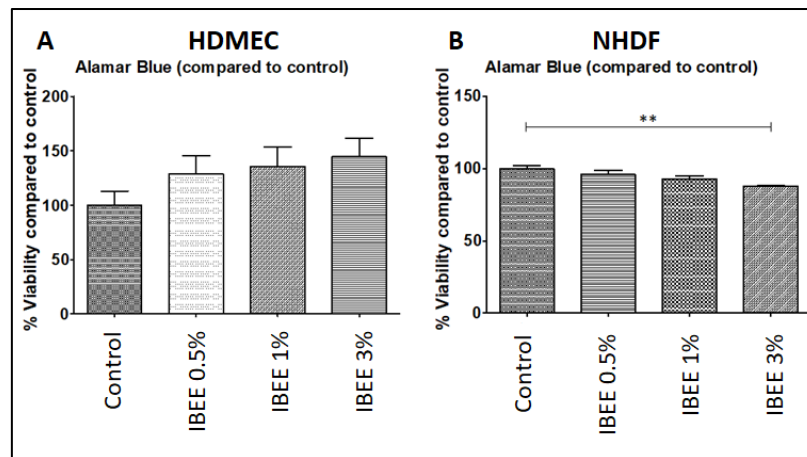 A HDMEC
Alamar Blue (compared to control)
% Viability compared to control
200
150
100
50
0
Control
IBEE 0.5%
IBEE 1%
IBEE 3%
B NHDF
Alamar Blue (compared to control)
% Viability compared to control
150
100
50
0
**
Control
IBEE 0.5%
IBEE 1%
IBEE 3%